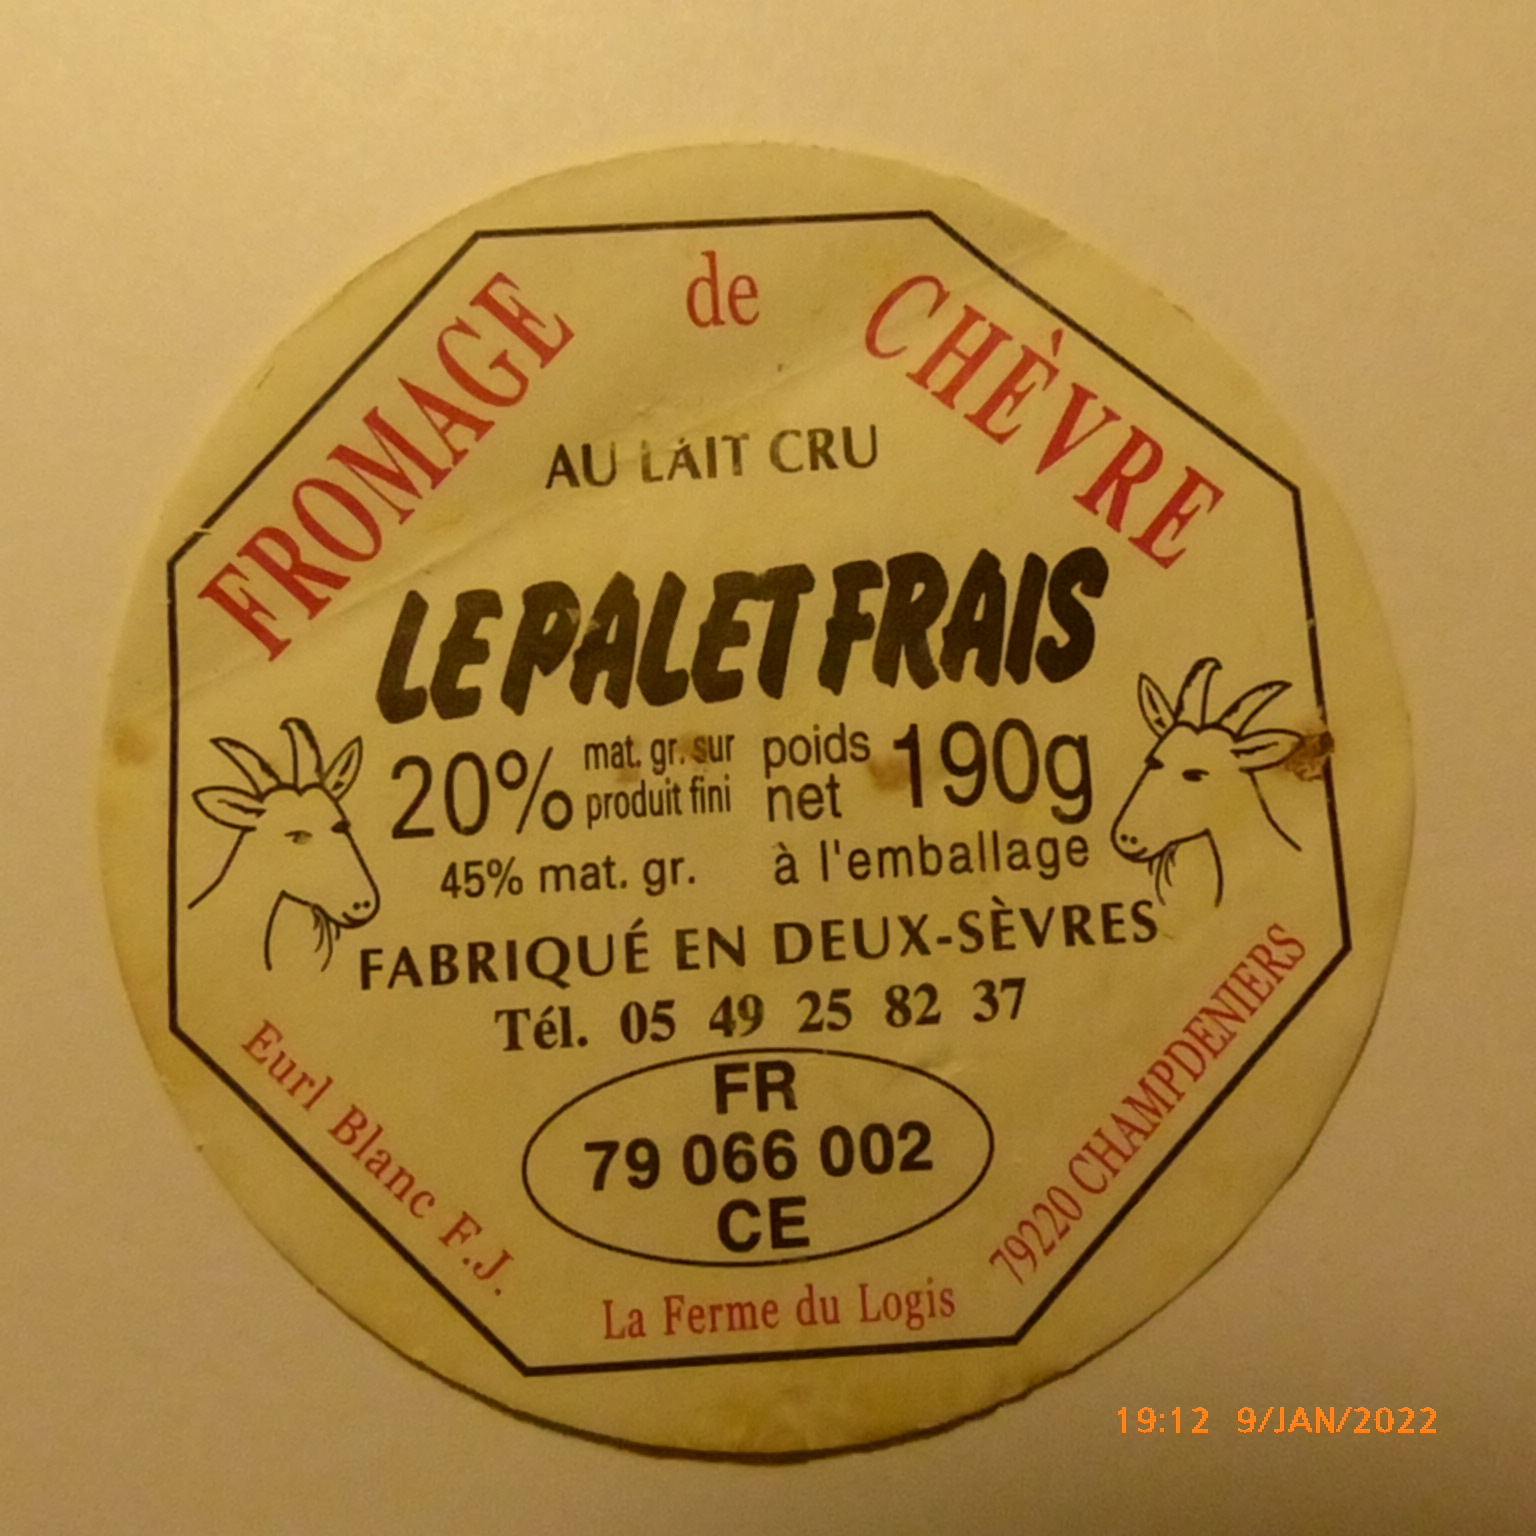 FROMAGE de CHÈVRE
AU LAIT CRU
LE PALET FRAIS
20% mat. gr. sur produit fini
poids net 190g
45% mat. gr.
à l'emballage
FABRIQUÉ EN DEUX-SÈVRES
Tél. 05 49 25 82 37
FR
79 066 002
CE
Eurl Blanc F.J.
La Ferme du Logis
79220 CHAMPDENIERS
19:12 9/JAN/2022